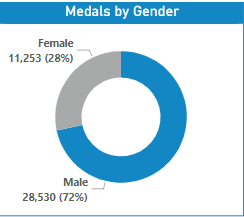 Medals by Gender
Female
11,253 (28%)
Male
28,530 (72%)